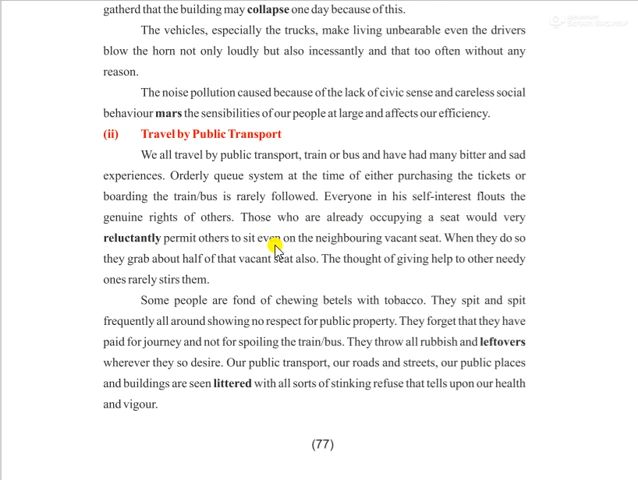 gatherd that the building may collapse one day because of this.
The vehicles, especially the trucks, make living unbearable even the drivers
blow the horn not only loudly but also incessantly and that too often without any
reason.
The noise pollution caused because of the lack of civic sense and careless social
behaviour mars the sensibilities of our people at large and affects our efficiency.
(ii) Travel by Public Transport
We all travel by public transport, train or bus and have had many bitter and sad
experiences. Orderly queue system at the time of either purchasing the tickets or
boarding the train/bus is rarely followed. Everyone in his self-interest flouts the
genuine rights of others. Those who are already occupying a seat would very
reluctantly permit others to sit even on the neighbouring vacant seat. When they do so
they grab about half of that vacant seat also. The thought of giving help to other needy
ones rarely stirs them.
Some people are fond of chewing betels with tobacco. They spit and spit
frequently all around showing no respect for public property. They forget that they have
paid for journey and not for spoiling the train/bus. They throw all rubbish and leftovers
wherever they so desire. Our public transport, our roads and streets, our public places
and buildings are seen littered with all sorts of stinking refuse that tells upon our health
and vigour.
(77)